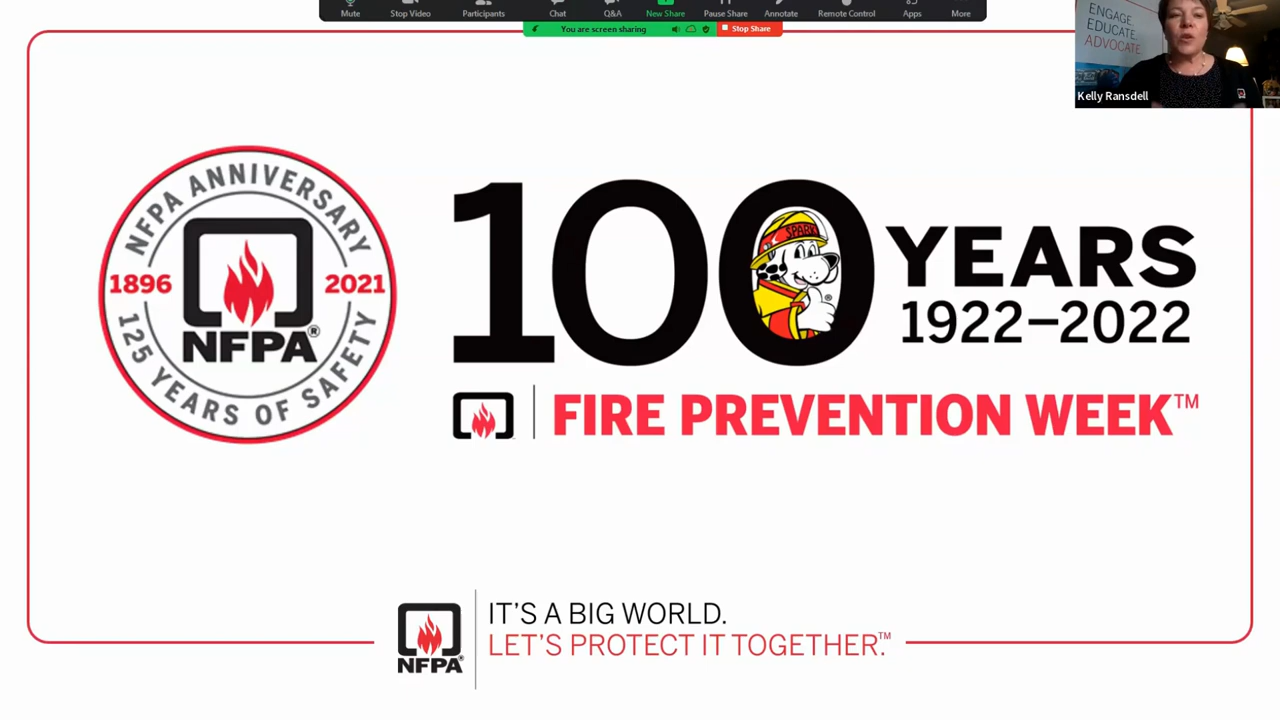 Mute
Stop Video
Participants
Chat
Q&A
New Share
Pause Share
Annotate
Remote Control
Apps
More
You are screen sharing
Stop Share
ENGAGE.
EDUCATE.
ADVOCATE.
Kelly Ransdell
NFPA ANNIVERSARY
1896
2021
NFPA®
125 YEARS OF SAFETY
100 YEARS
SPARKY
®
1922–2022
FIRE PREVENTION WEEK™
NFPA®
IT'S A BIG WORLD.
LET'S PROTECT IT TOGETHER.™